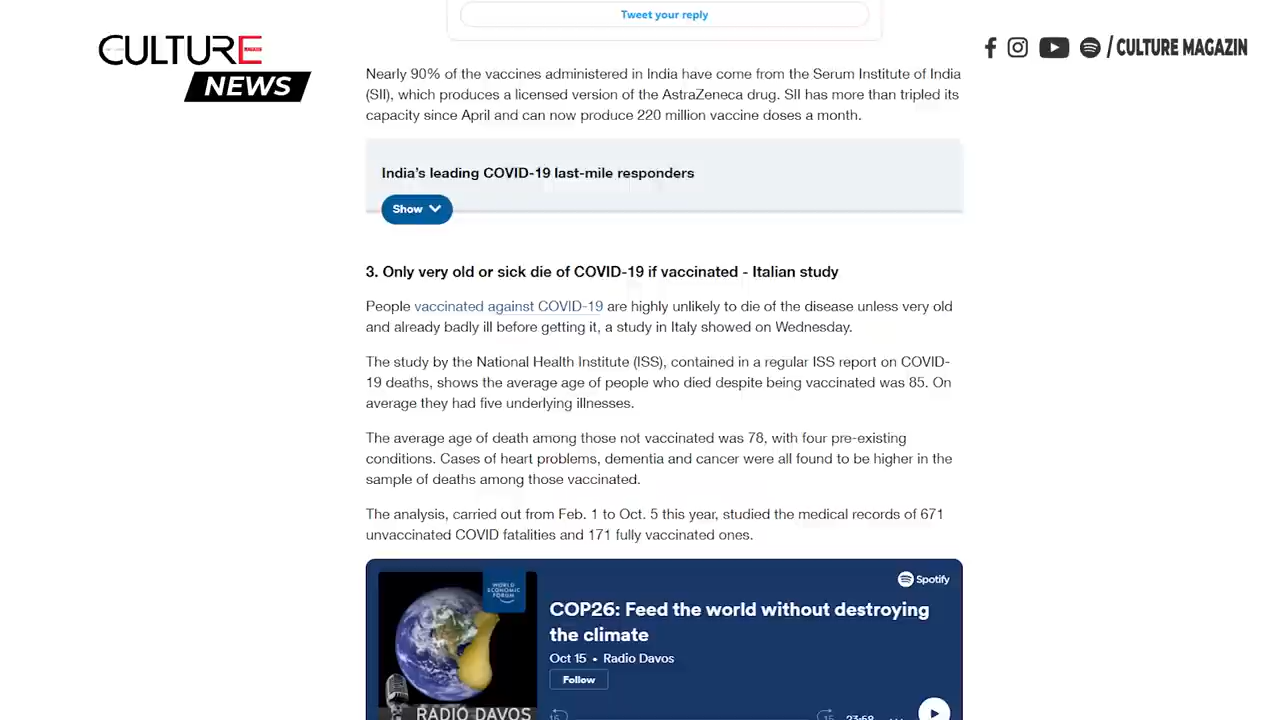 Tweet your reply
CULTURE
NEWS
/ CULTURE MAGAZIN
Nearly 90% of the vaccines administered in India have come from the Serum Institute of India
(SII), which produces a licensed version of the AstraZeneca drug. SII has more than tripled its
capacity since April and can now produce 220 million vaccine doses a month.
India's leading COVID-19 last-mile responders
Show
3. Only very old or sick die of COVID-19 if vaccinated - Italian study
People vaccinated against COVID-19 are highly unlikely to die of the disease unless very old
and already badly ill before getting it, a study in Italy showed on Wednesday.
The study by the National Health Institute (ISS), contained in a regular ISS report on COVID-
19 deaths, shows the average age of people who died despite being vaccinated was 85. On
average they had five underlying illnesses.
The average age of death among those not vaccinated was 78, with four pre-existing
conditions. Cases of heart problems, dementia and cancer were all found to be higher in the
sample of deaths among those vaccinated.
The analysis, carried out from Feb. 1 to Oct. 5 this year, studied the medical records of 671
unvaccinated COVID fatalities and 171 fully vaccinated ones.
WORLD
ECONOMIC
FORUM
Spotify
COP26: Feed the world without destroying
the climate
Oct 15 • Radio Davos
Follow
RADIO DAVOS
15
15